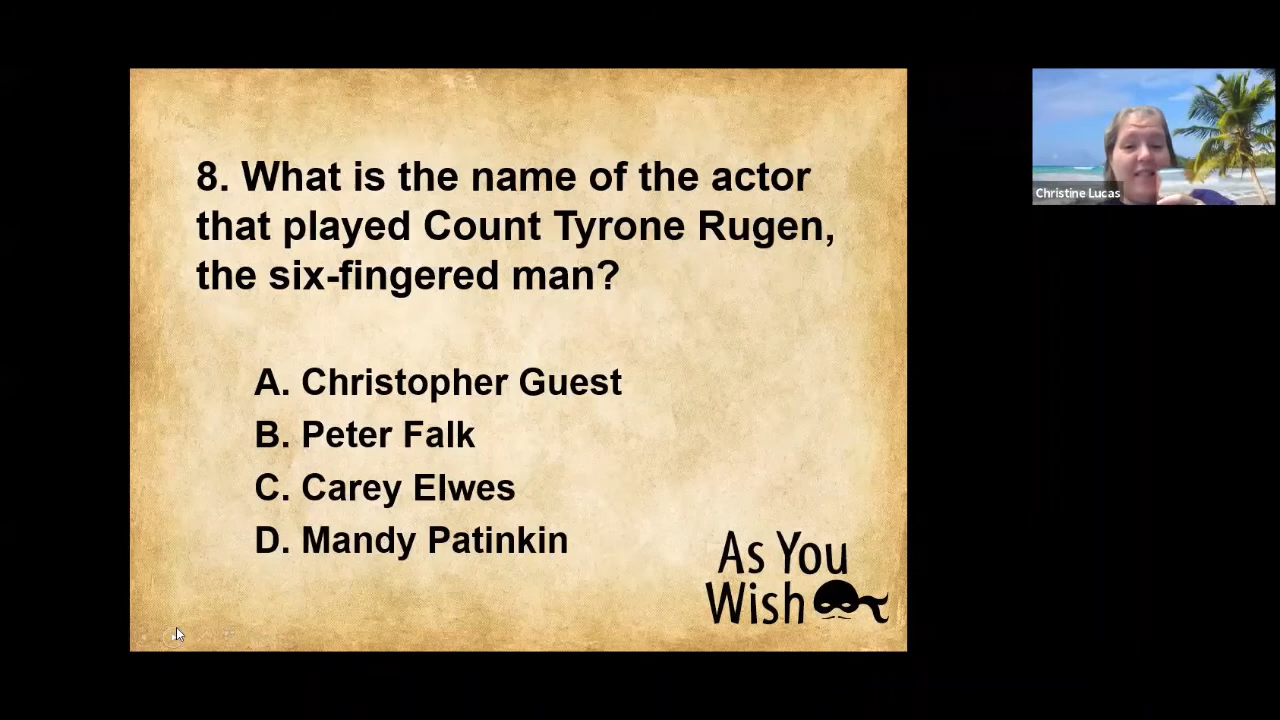 8. What is the name of the actor
that played Count Tyrone Rugen,
the six-fingered man?
A. Christopher Guest
B. Peter Falk
C. Carey Elwes
D. Mandy Patinkin
As You
Wish
Christine Lucas